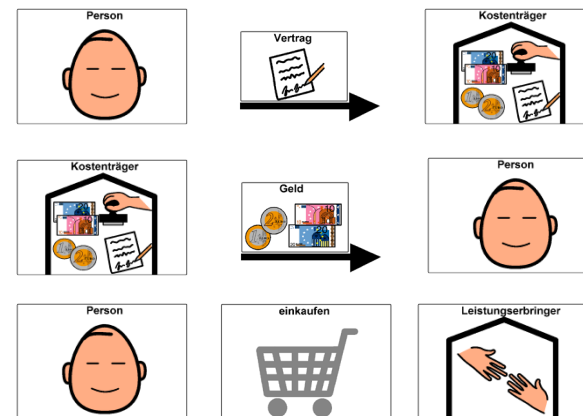 Person
Vertrag
Kostenträger
Kostenträger
Geld
Person
Person
einkaufen
Leistungserbringer